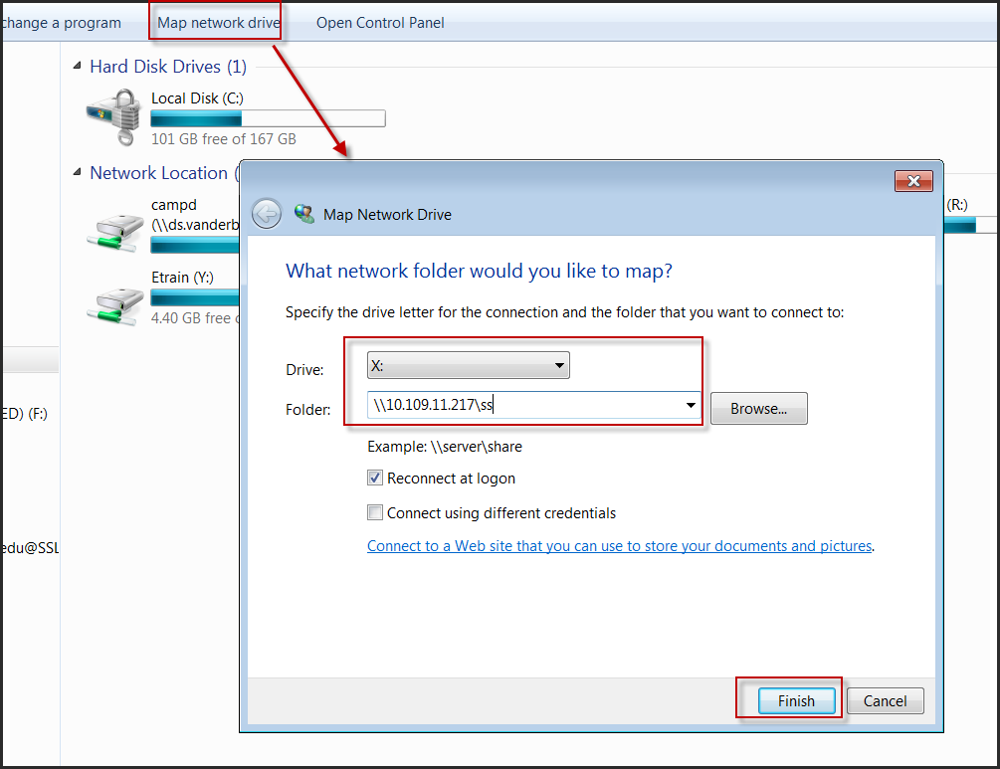 change a program Map network drive Open Control Panel
Hard Disk Drives (1)
Local Disk (C:)
101 GB free of 167 GB
Network Location (
campd
(\\ds.vanderb
(R:)
Etrain (Y:)
4.40 GB free o
ED) (F:)
edu@SSL
Map Network Drive
What network folder would you like to map?
Specify the drive letter for the connection and the folder that you want to connect to:
Drive: X:
Folder: \\10.109.11.217\ss Browse...
Example: \\server\share
Reconnect at logon
Connect using different credentials
Connect to a Web site that you can use to store your documents and pictures.
Finish Cancel